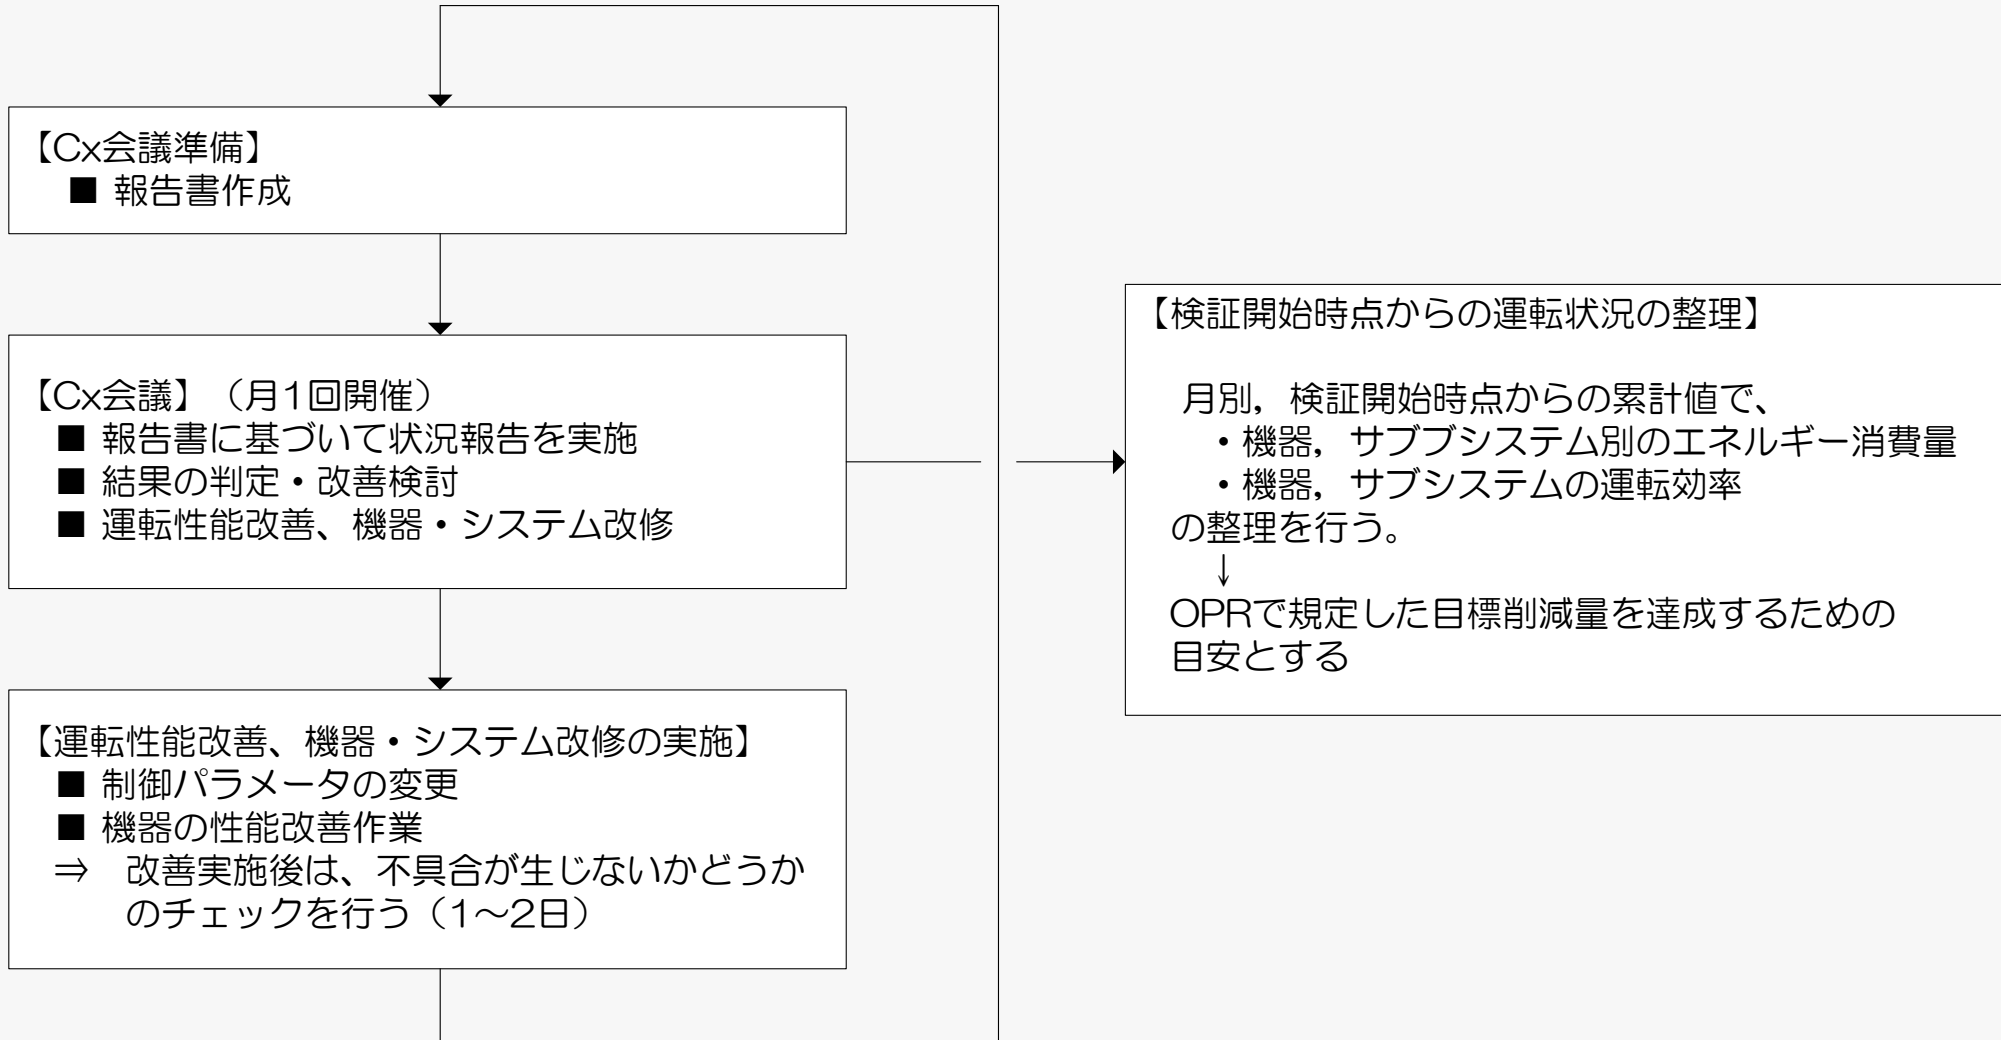 【Cx会議準備】
■ 報告書作成
【Cx会議】（月1回開催）
■ 報告書に基づいて状況報告を実施
■ 結果の判定・改善検討
■ 運転性能改善、機器・システム改修
【運転性能改善、機器・システム改修の実施】
■ 制御パラメータの変更
■ 機器の性能改善作業
⇒　改善実施後は、不具合が生じないかどうか
のチェックを行う（1～2日）
【検証開始時点からの運転状況の整理】
月別，検証開始時点からの累計値で、
・機器，サブブシステム別のエネルギー消費量
・機器，サブシステムの運転効率
の整理を行う。
↓
OPRで規定した目標削減量を達成するための
目安とする